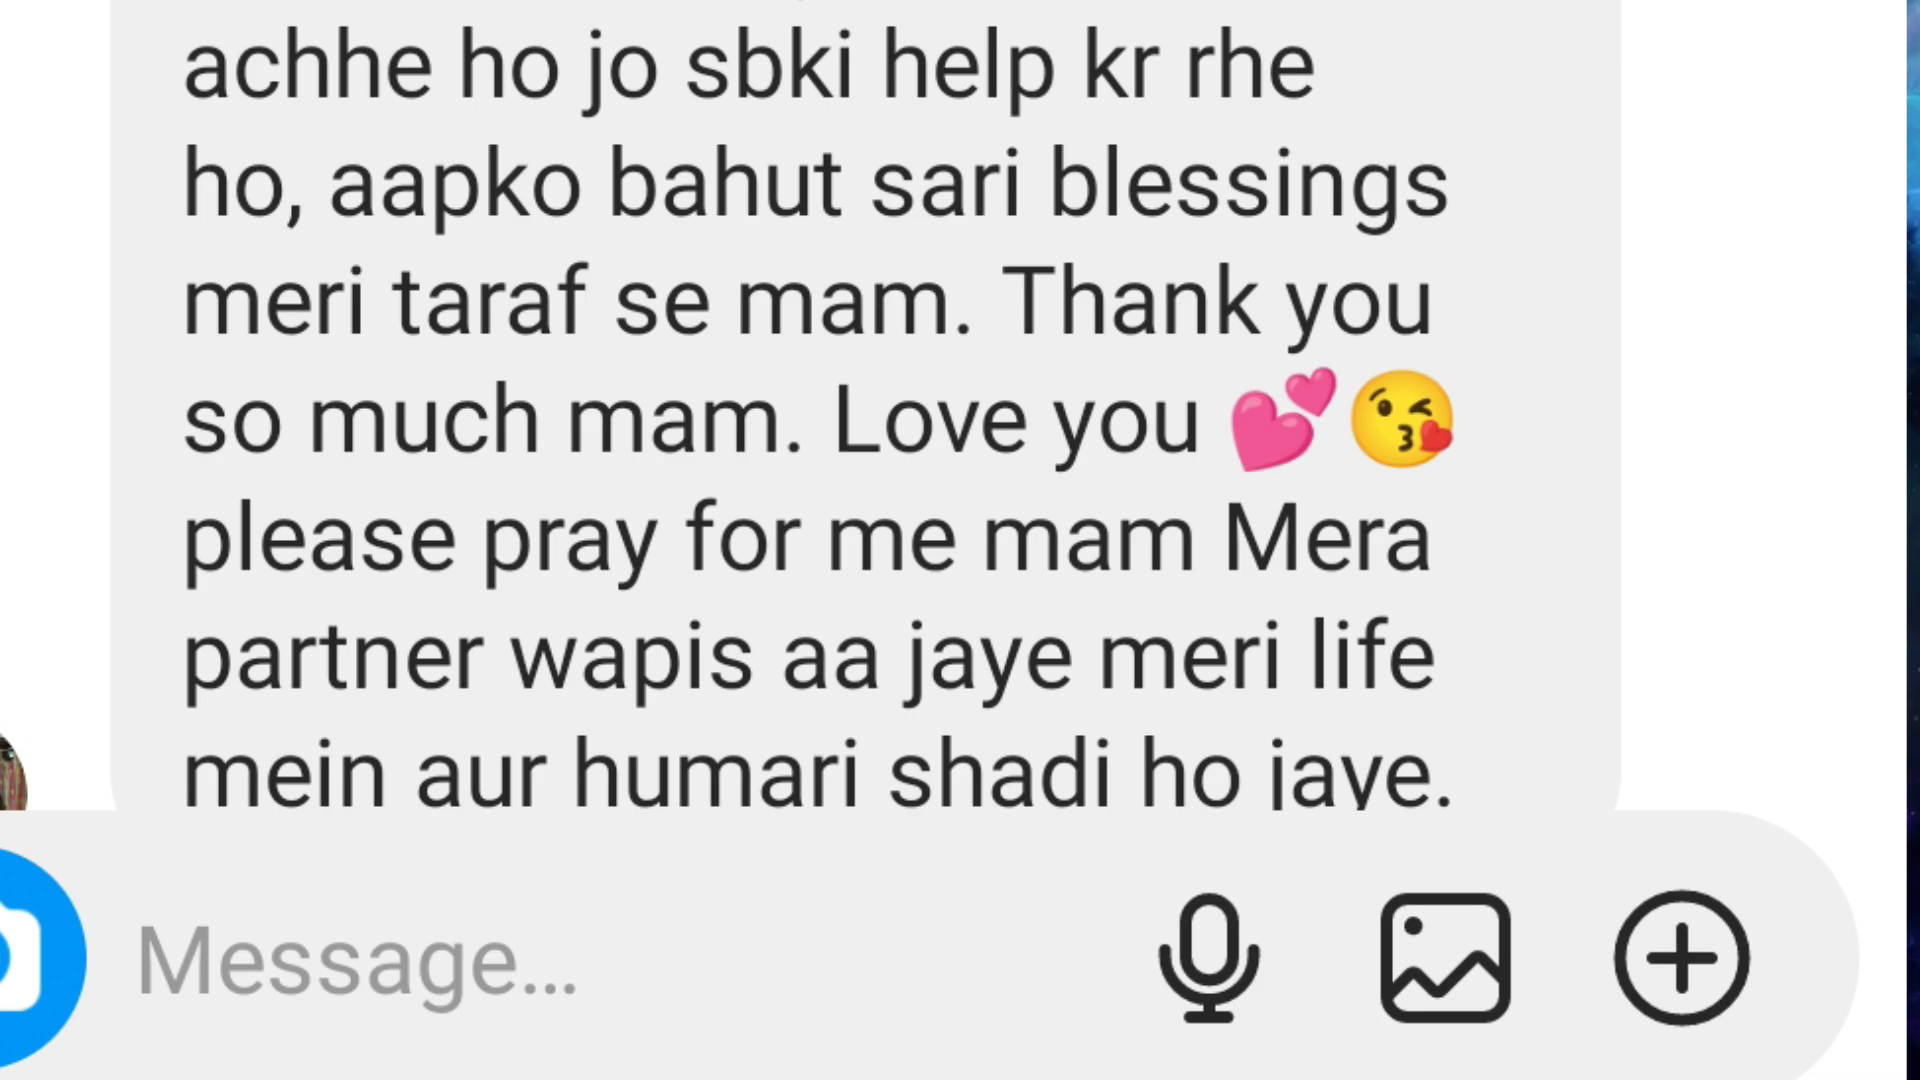 achhe ho jo sbki help kr rhe
ho, aapko bahut sari blessings
meri taraf se mam. Thank you
so much mam. Love you 💕😘
please pray for me mam Mera
partner wapis aa jaye meri life
mein aur humari shadi ho jaye.
Message...